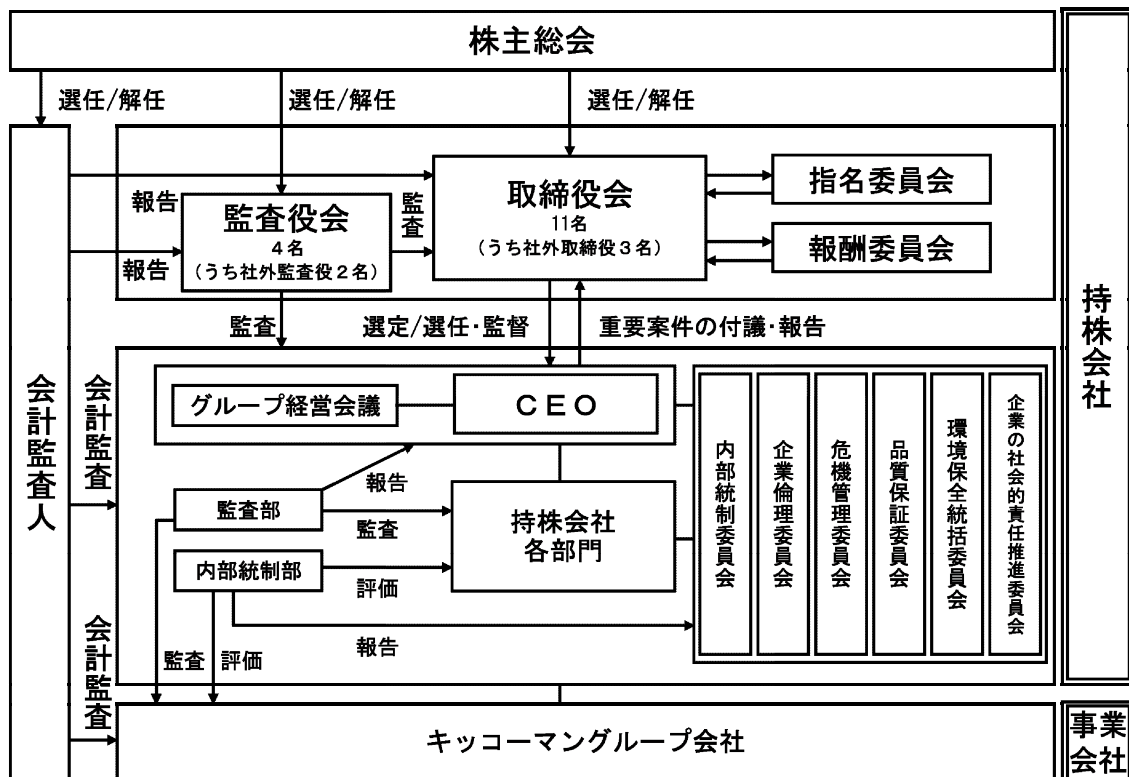 株主総会
選任/解任
選任/解任
選任/解任
持株会社
報告
監査役会
4名
(うち社外監査役2名)
監査
取締役会
11名
(うち社外取締役3名)
指名委員会
報酬委員会
報告
監査
選定/選任・監督
重要案件の付議・報告
会計監査人
会計監査
グループ経営会議
CEO
内部統制委員会
企業倫理委員会
危機管理委員会
品質保証委員会
環境保全統括委員会
企業の社会的責任推進委員会
報告
監査部
監査
持株会社
各部門
内部統制部
評価
報告
監査
評価
会計監査
キッコーマングループ会社
事業
会社